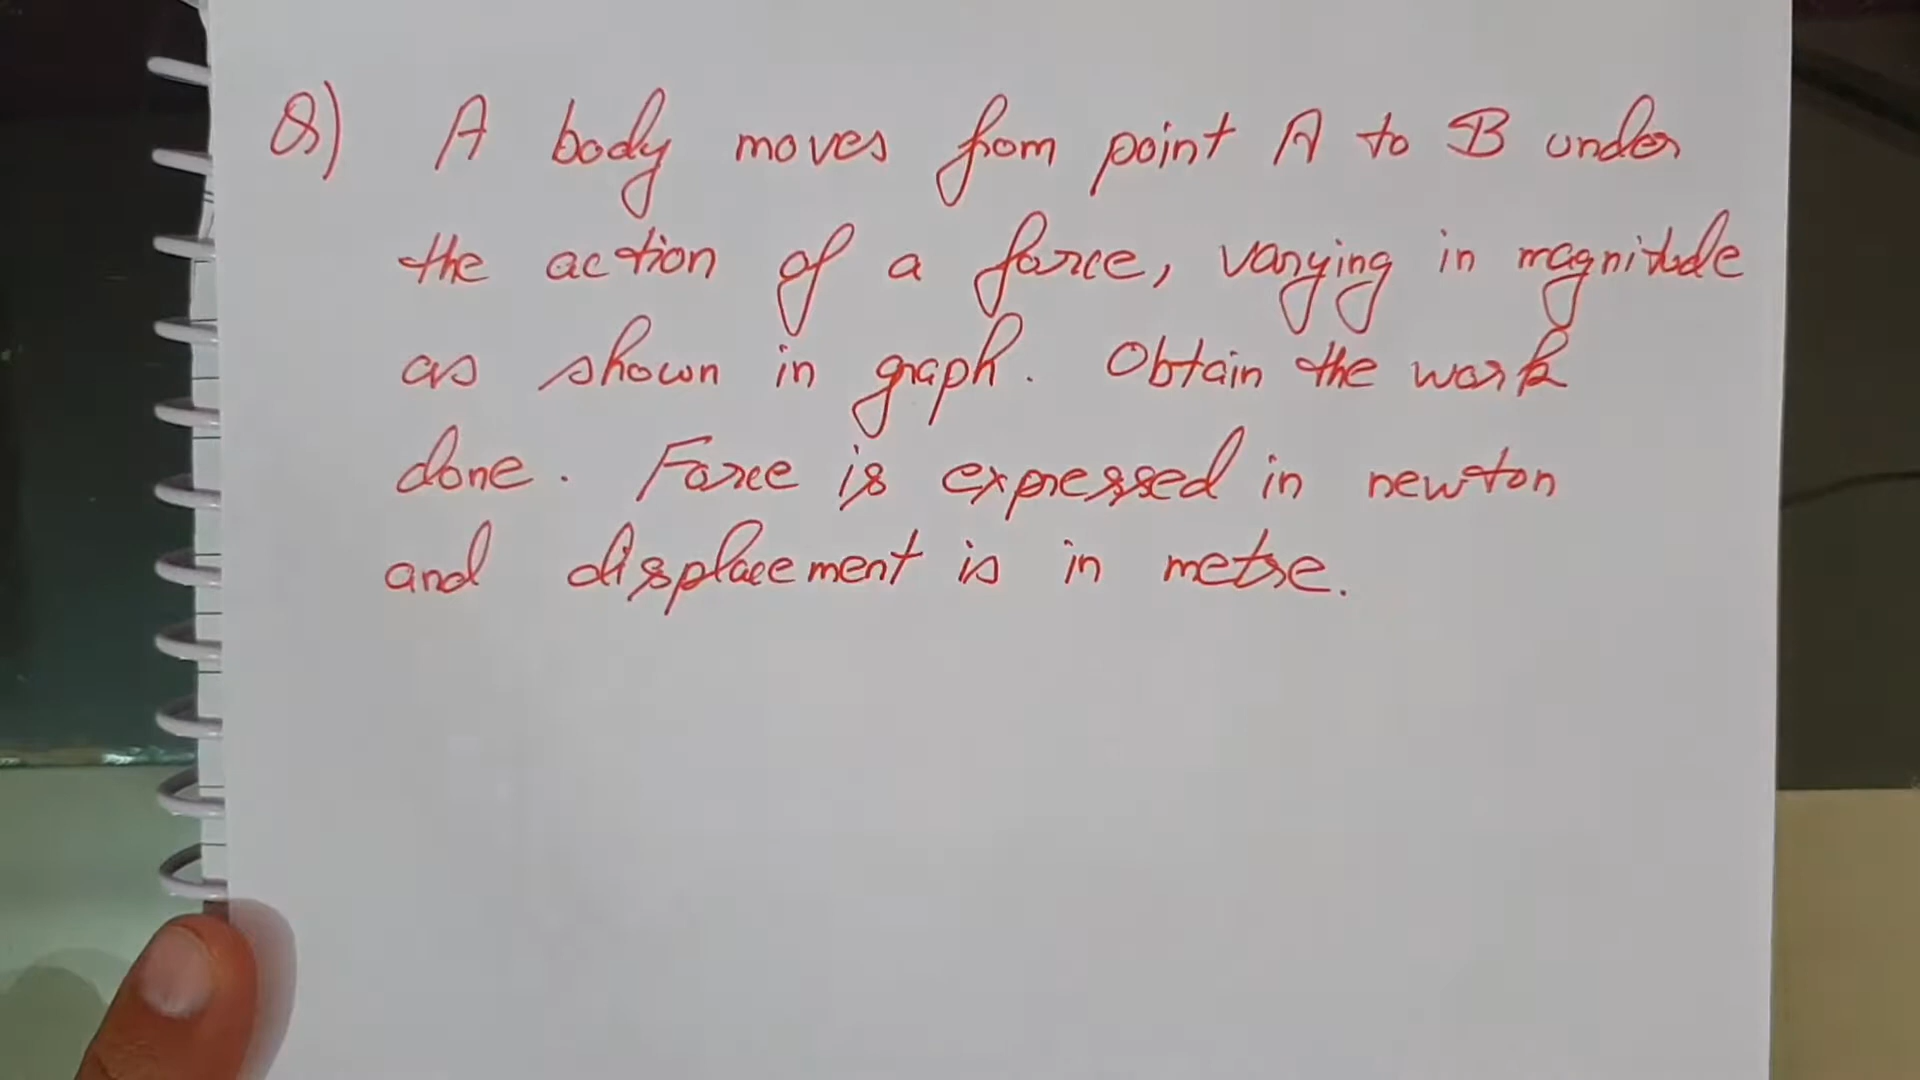 Q) A body moves from point A to B under
the action of a force, varying in magnitude
as shown in graph. Obtain the work
done. Force is expressed in newton
and displacement is in metre.